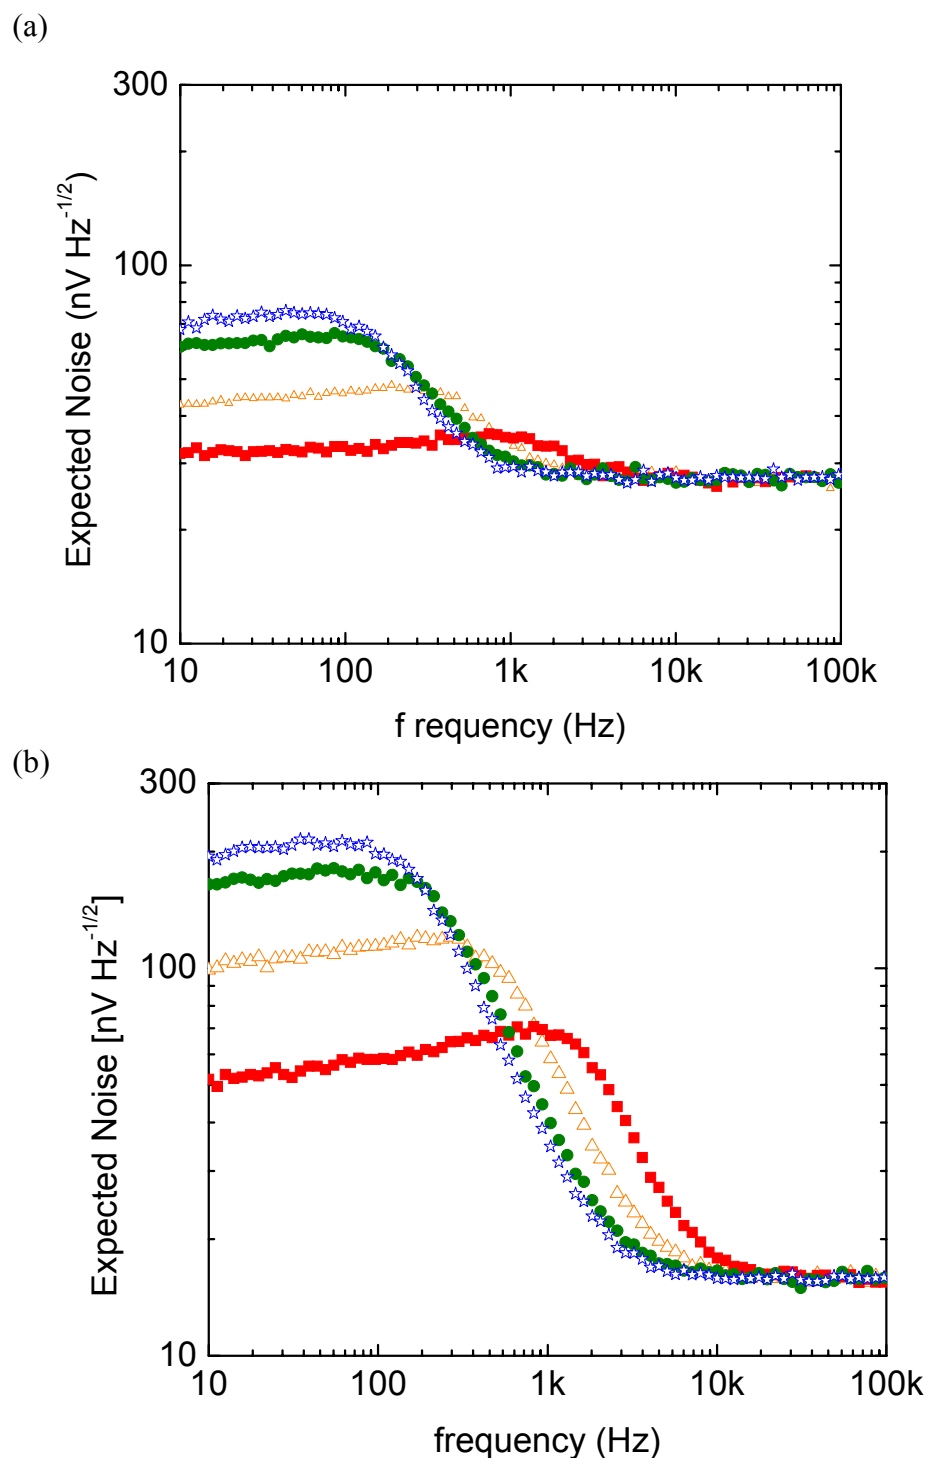 (a)
300
100
10
Expected Noise (nV Hz^-1/2)
10 100 1k 10k 100k
f requency (Hz)
(b)
300
100
10
Expected Noise [nV Hz^-1/2]
10 100 1k 10k 100k
frequency (Hz)